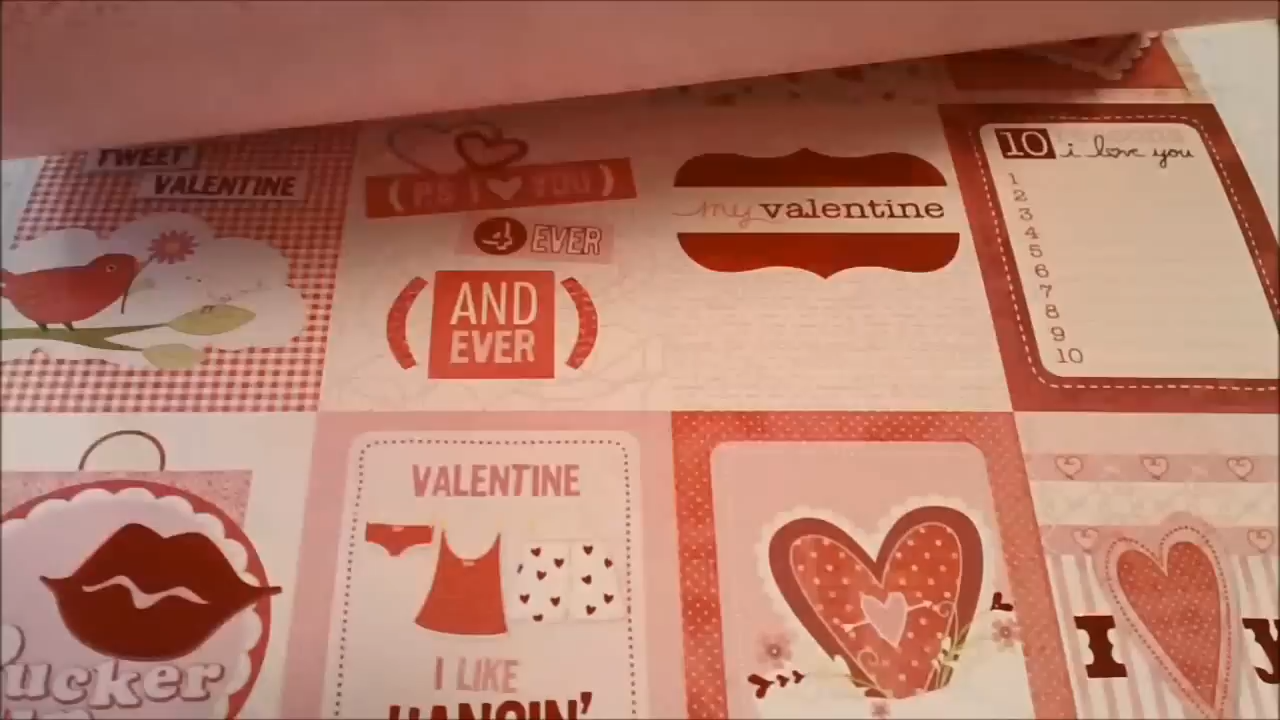 TWEET
VALENTINE
(PS I YOU)
4 EVER
(AND
EVER)
my valentine
10
i love you
1
2
3
4
5
6
7
8
9
10
ucker
VALENTINE
I LIKE
HANGIN'
I y